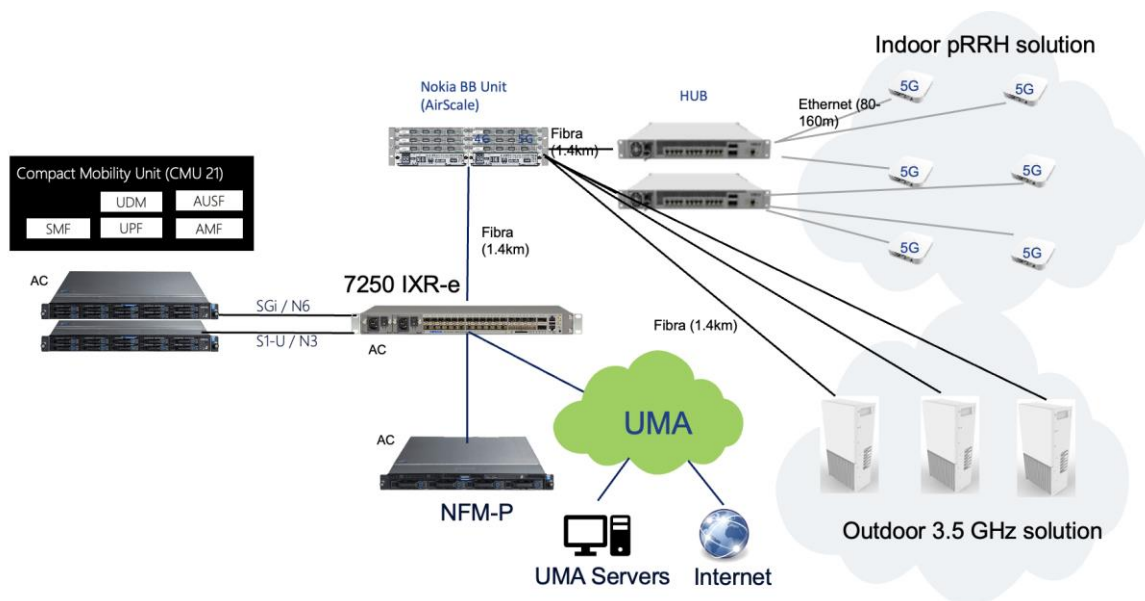 Indoor pRRH solution
Nokia BB Unit
(AirScale)
HUB
5G
5G
Ethernet (80-
160m)
4G
5G
Fibra
(1.4km)
Compact Mobility Unit (CMU 21)
UDM
AUSF
SMF
UPF
AMF
5G
5G
Fibra
(1.4km)
5G
5G
AC
7250 IXR-e
SGi / N6
S1-U / N3
AC
Fibra (1.4km)
UMA
AC
NFM-P
Outdoor 3.5 GHz solution
UMA Servers
Internet